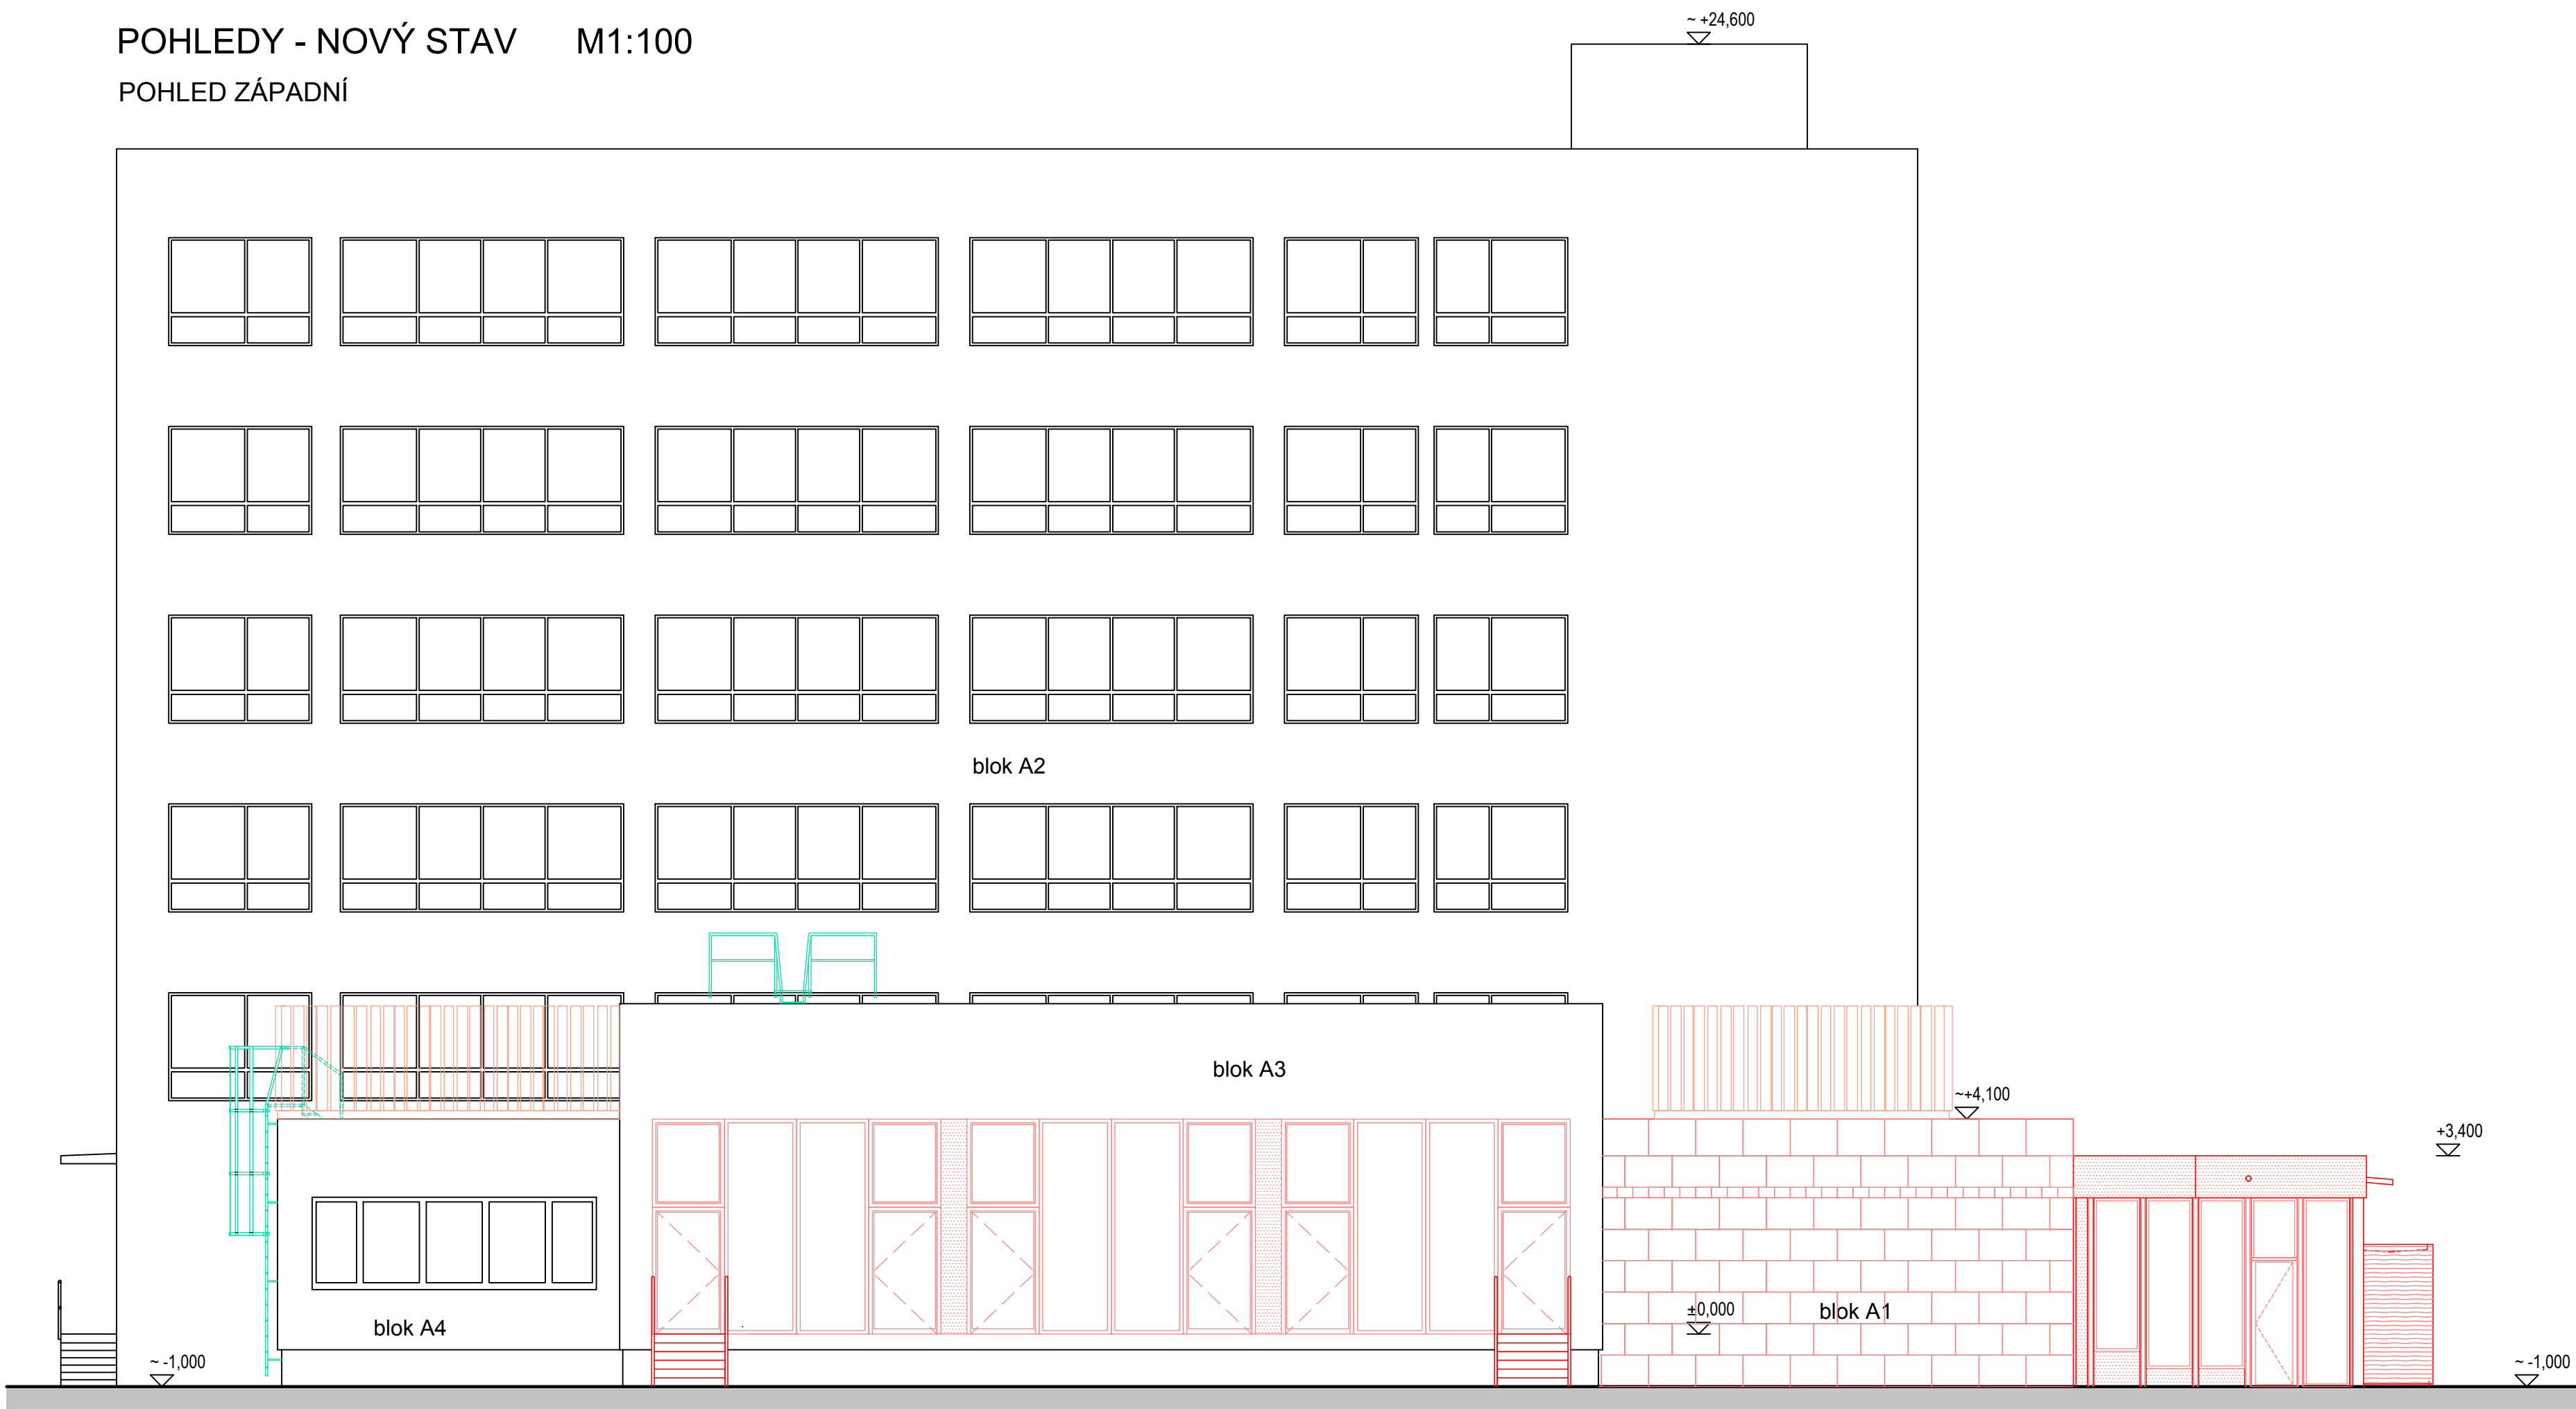 POHLEDY - NOVÝ STAV M1:100
POHLED ZÁPADNÍ
~ +24,600
blok A2
blok A3
~+4,100
+3,400
±0,000
blok A1
blok A4
~ -1,000
~ -1,000